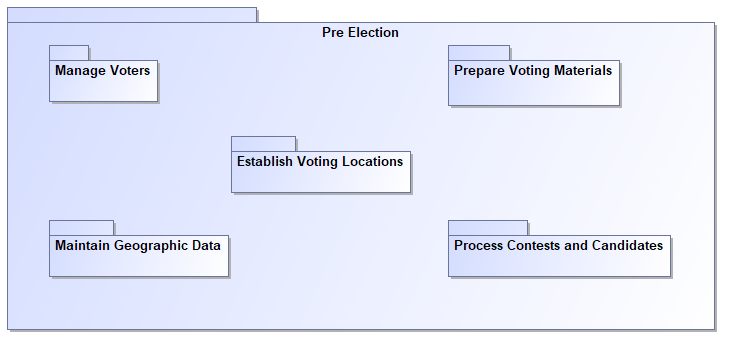 Pre Election
Manage Voters
Prepare Voting Materials
Establish Voting Locations
Maintain Geographic Data
Process Contests and Candidates